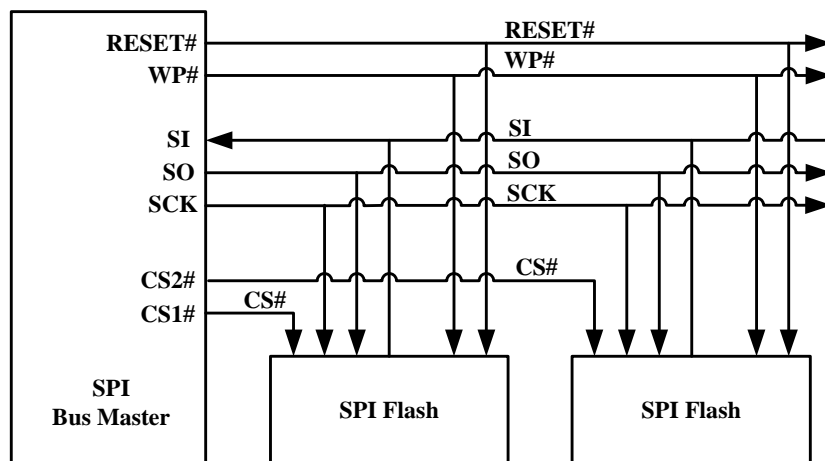 RESET# RESET#
WP# WP#
SI SI
SO SO
SCK SCK
CS2# CS#
CS1# CS#
SPI
Bus Master
SPI Flash SPI Flash